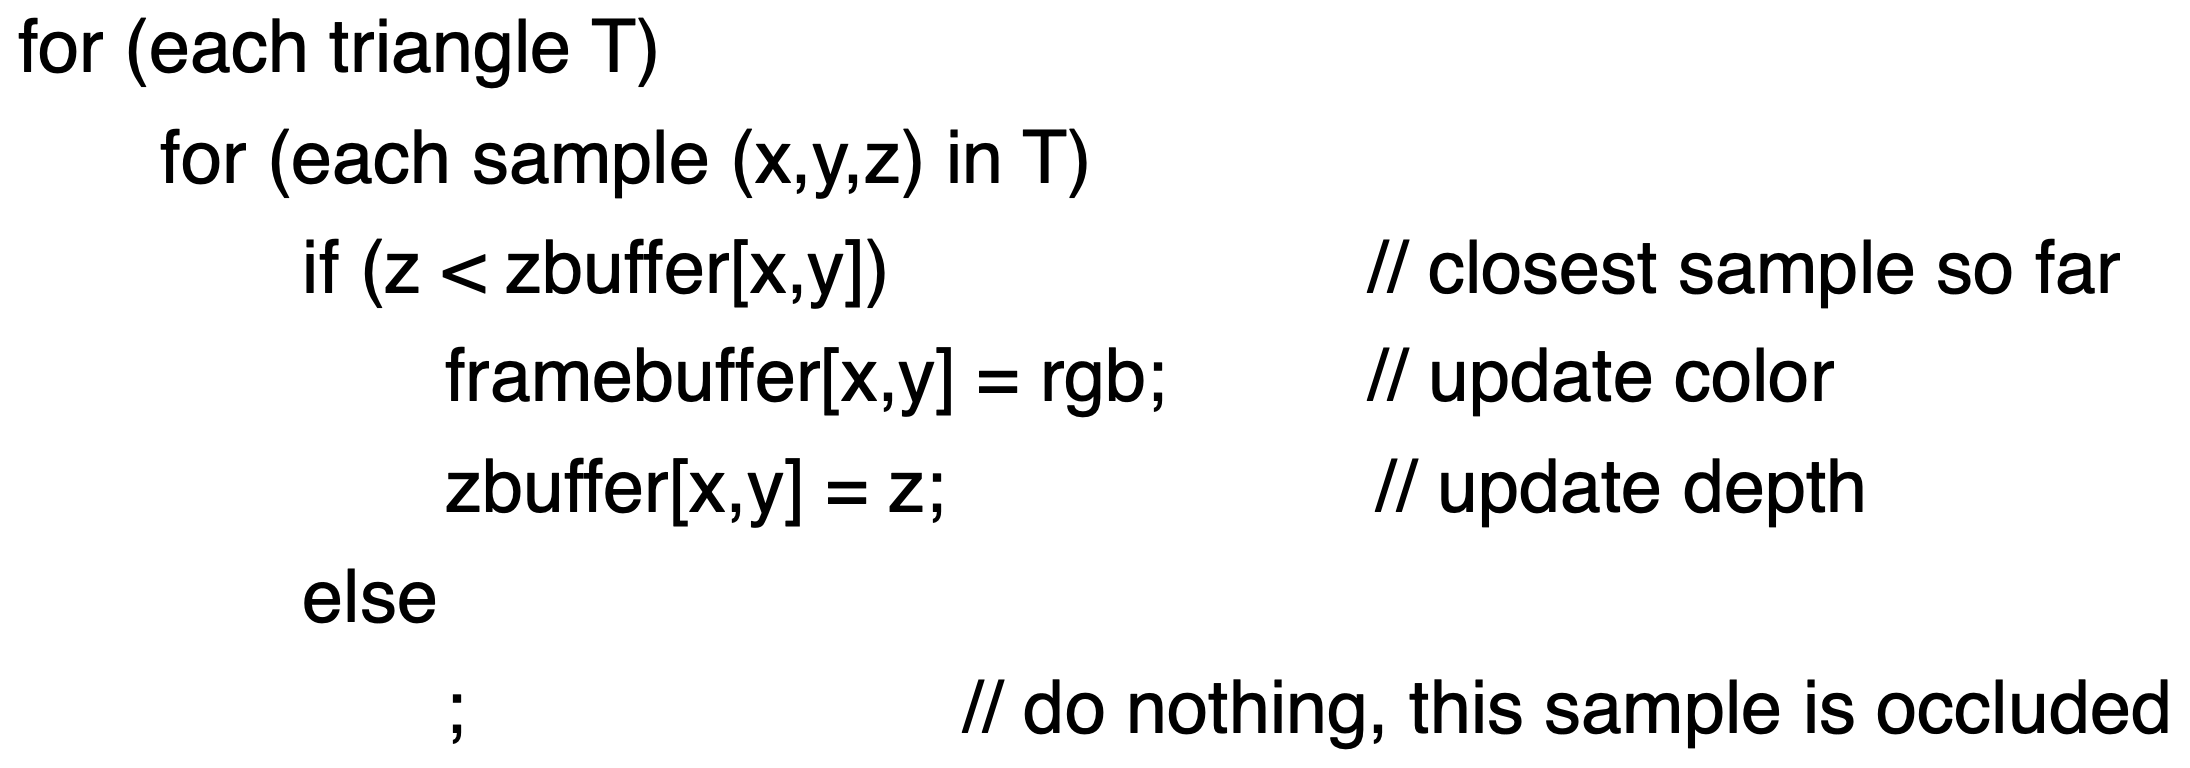 for (each triangle T)
for (each sample (x,y,z) in T)
if (z < zbuffer[x,y]) // closest sample so far
framebuffer[x,y] = rgb; // update color
zbuffer[x,y] = z; // update depth
else
; // do nothing, this sample is occluded